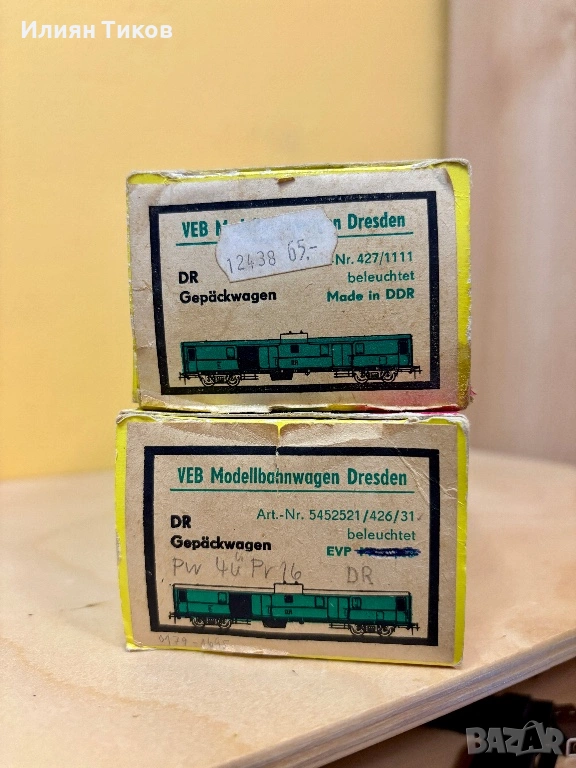 Илиян Тиков
VEB M en Dresden
12438 65,-
Nr. 427/1111
DR beleuchtet
Gepäckwagen Made in DDR
DR
VEB Modellbahnwagen Dresden
Art.-Nr. 5452521/426/31
DR beleuchtet
Gepäckwagen EVP
Pw 4ü Pr 16 DR
DR
BAZAR